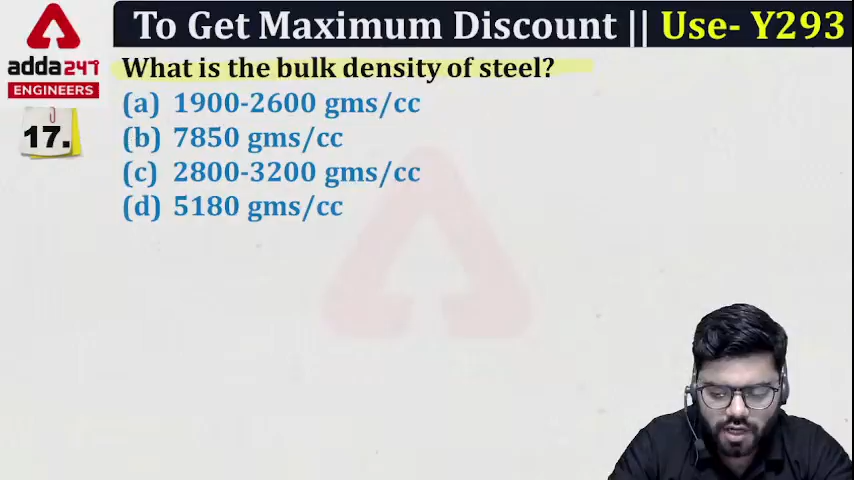 To Get Maximum Discount || Use- Y293
adda247
ENGINEERS
17.
What is the bulk density of steel?
(a) 1900-2600 gms/cc
(b) 7850 gms/cc
(c) 2800-3200 gms/cc
(d) 5180 gms/cc